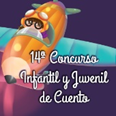 14º Concurso
Infantil y Juvenil
de Cuento